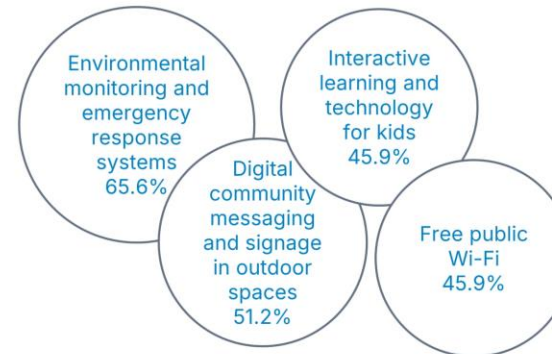 Environmental
monitoring and
emergency
response
systems
65.6%
Digital
community
messaging
and signage
in outdoor
spaces
51.2%
Interactive
learning and
technology
for kids
45.9%
Free public
Wi-Fi
45.9%